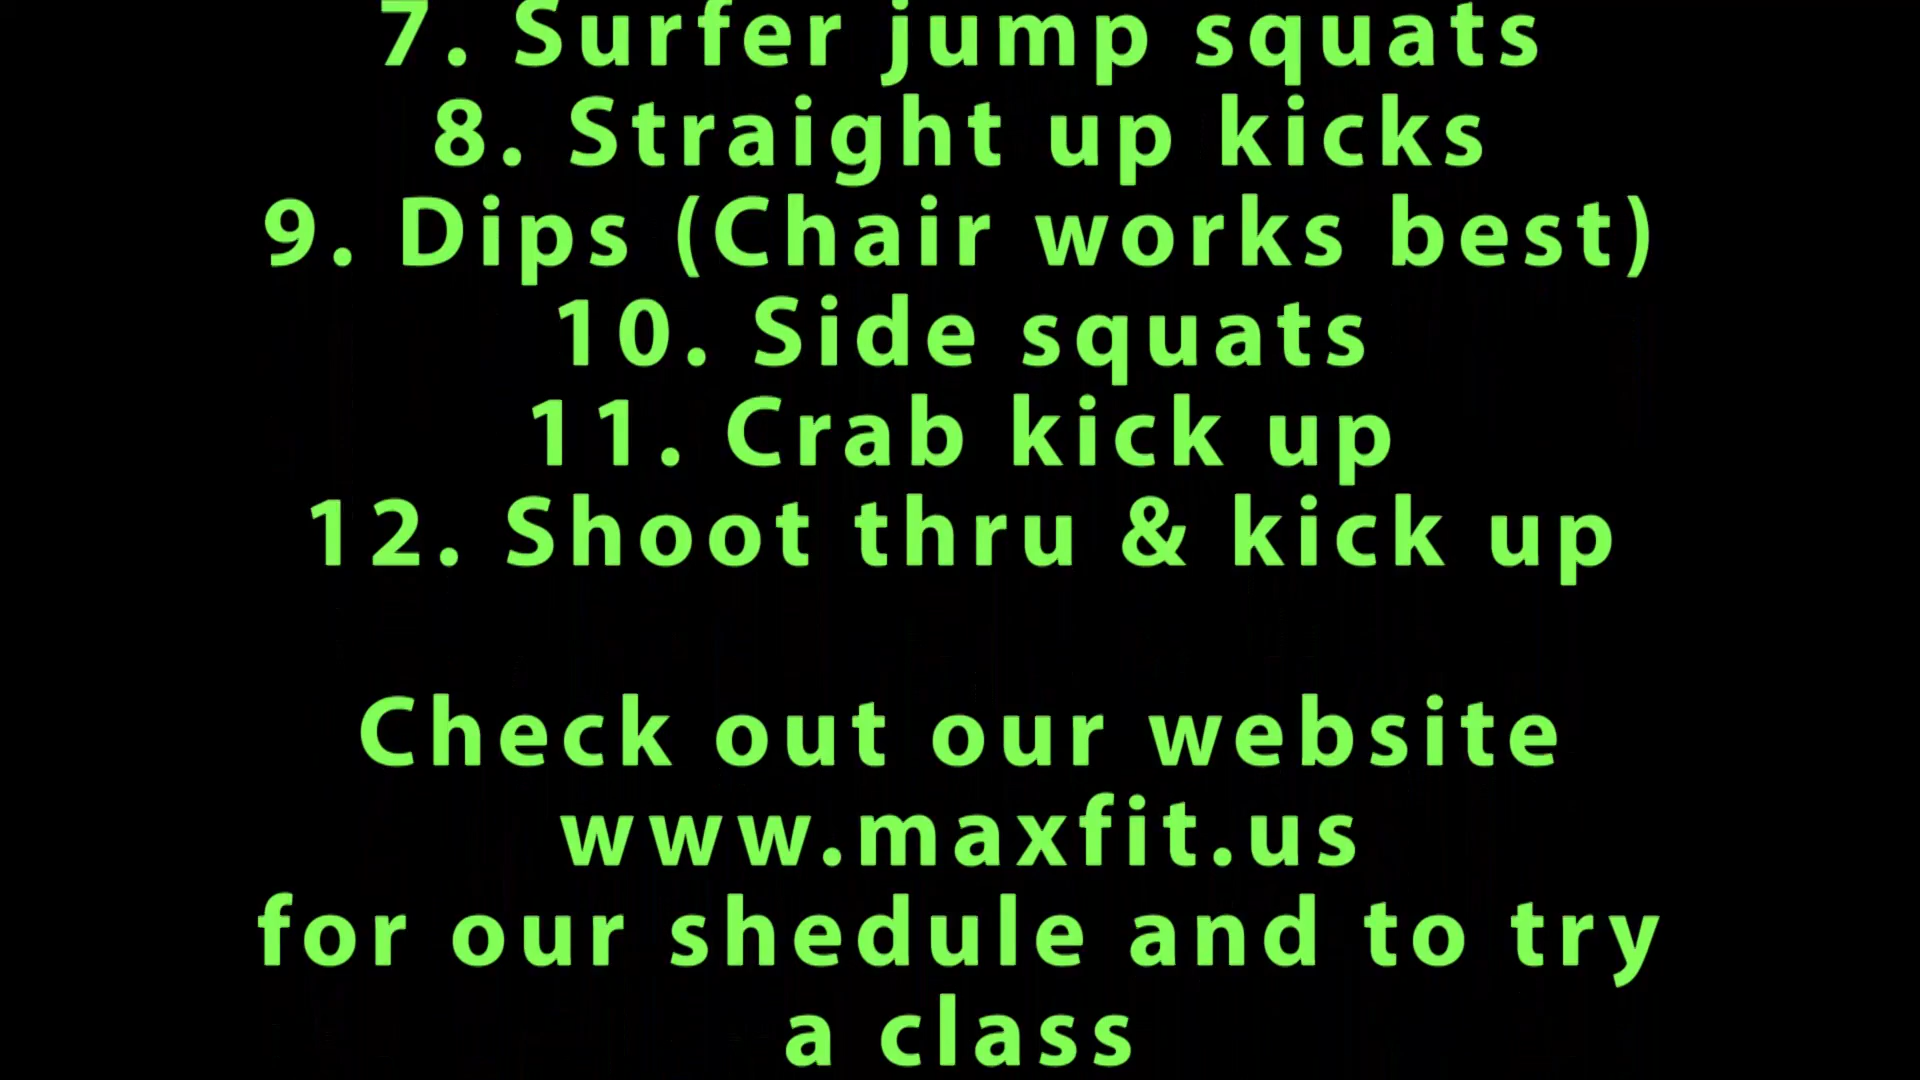 7. Surfer jump squats
8. Straight up kicks
9. Dips (Chair works best)
10. Side squats
11. Crab kick up
12. Shoot thru & kick up
Check out our website
www.maxfit.us
for our shedule and to try
a class